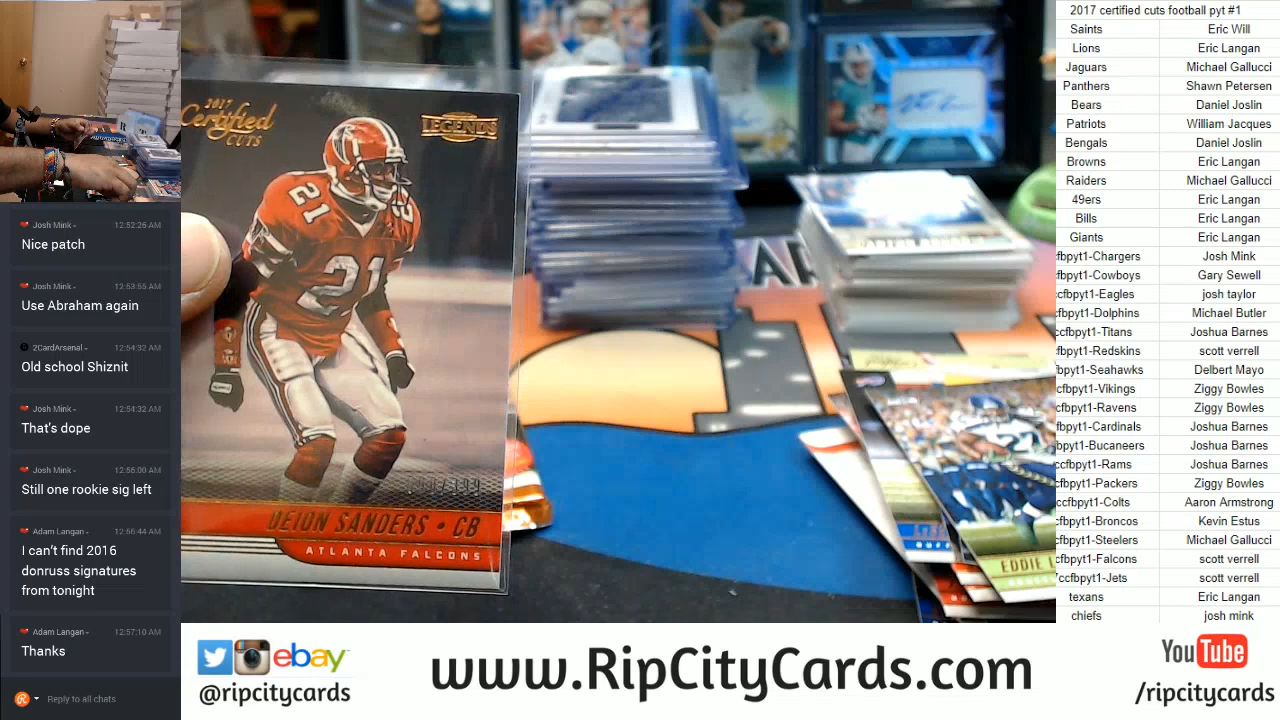 Josh Mink - 12:52:26 AM
Nice patch
Josh Mink - 12:53:55 AM
Use Abraham again
2CardArsenal - 12:54:32 AM
Old school Shiznit
Josh Mink - 12:54:32 AM
That's dope
Josh Mink - 12:56:00 AM
Still one rookie sig left
Adam Langan - 12:56:44 AM
I can't find 2016
donruss signatures
from tonight
Adam Langan - 12:57:10 AM
Thanks
Reply to all chats
2017
Certified
CUTS
LEGENDS
21
21
DEION SANDERS • CB
ATLANTA FALCONS
EDDIE
2017 certified cuts football pyt #1
Saints Eric Will
Lions Eric Langan
Jaguars Michael Gallucci
Panthers Shawn Petersen
Bears Daniel Joslin
Patriots William Jacques
Bengals Daniel Joslin
Browns Eric Langan
Raiders Michael Gallucci
49ers Eric Langan
Bills Eric Langan
Giants Eric Langan
cfbpyt1-Chargers Josh Mink
cfbpyt1-Cowboys Gary Sewell
ccfbpyt1-Eagles josh taylor
cfbpyt1-Dolphins Michael Butler
ccfbpyt1-Titans Joshua Barnes
cfbpyt1-Redskins scott verrell
fbpyt1-Seahawks Delbert Mayo
cfbpyt1-Vikings Ziggy Bowles
cfbpyt1-Ravens Ziggy Bowles
fbpyt1-Cardinals Joshua Barnes
bpyt1-Bucaneers Joshua Barnes
ccfbpyt1-Rams Joshua Barnes
cfbpyt1-Packers Ziggy Bowles
ccfbpyt1-Colts Aaron Armstrong
cfbpyt1-Broncos Kevin Estus
fbpyt1-Steelers Michael Gallucci
cfbpyt1-Falcons scott verrell
ccfbpyt1-Jets scott verrell
texans Eric Langan
chiefs josh mink
ebay
@ripcitycards
www.RipCityCards.com
YouTube
/ripcitycards